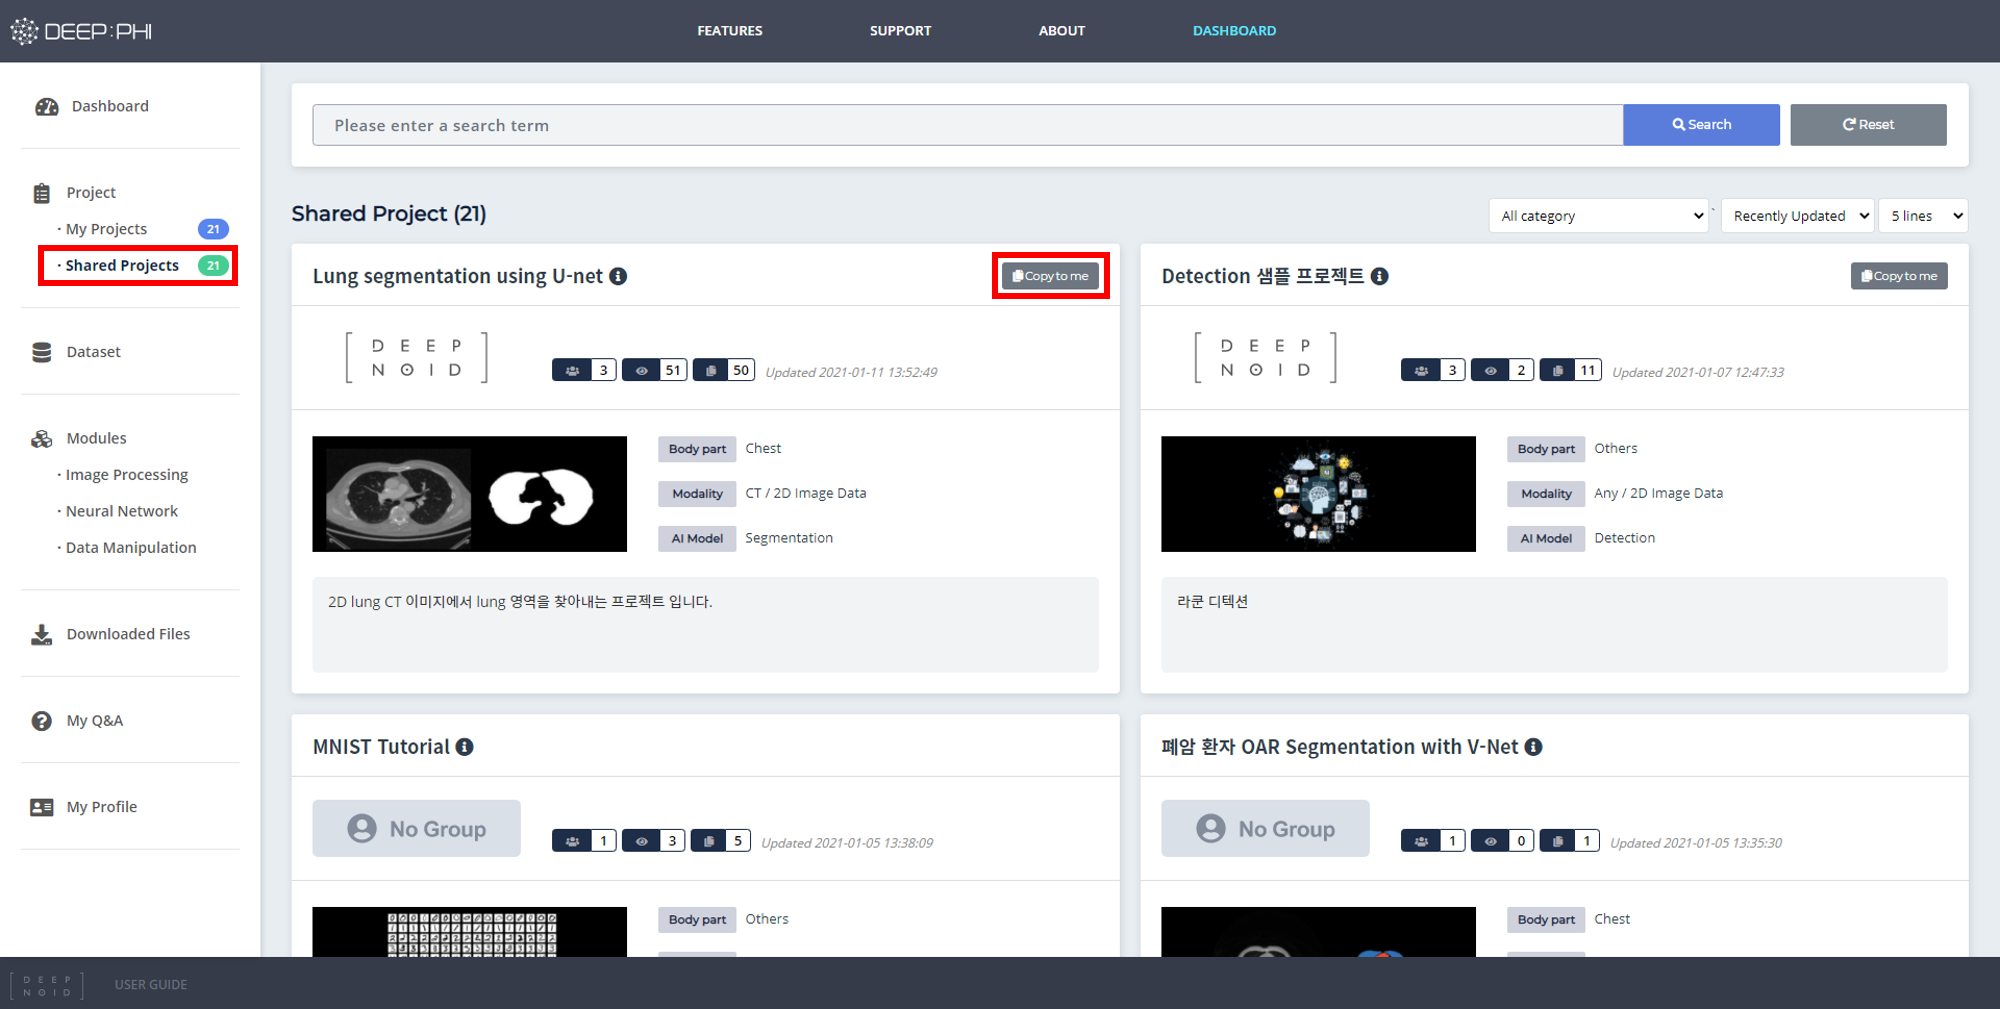 DEEP:PHI
FEATURES
SUPPORT
ABOUT
DASHBOARD
Dashboard
Project
· My Projects 21
· Shared Projects 21
Dataset
Modules
· Image Processing
· Neural Network
· Data Manipulation
Downloaded Files
My Q&A
My Profile
Please enter a search term
Search
Reset
Shared Project (21)
All category
`
Recently Updated
5 lines
Lung segmentation using U-net
Copy to me
DEEP
NOID
3 51 50 Updated 2021-01-11 13:52:49
Body part Chest
Modality CT / 2D Image Data
AI Model Segmentation
2D lung CT 이미지에서 lung 영역을 찾아내는 프로젝트 입니다.
Detection 샘플 프로젝트
Copy to me
DEEP
NOID
3 2 11 Updated 2021-01-07 12:47:33
Body part Others
Modality Any / 2D Image Data
AI Model Detection
라쿤 디텍션
MNIST Tutorial
No Group
1 3 5 Updated 2021-01-05 13:38:09
Body part Others
폐암 환자 OAR Segmentation with V-Net
No Group
1 0 1 Updated 2021-01-05 13:35:30
Body part Chest
DEEP
NOID
USER GUIDE